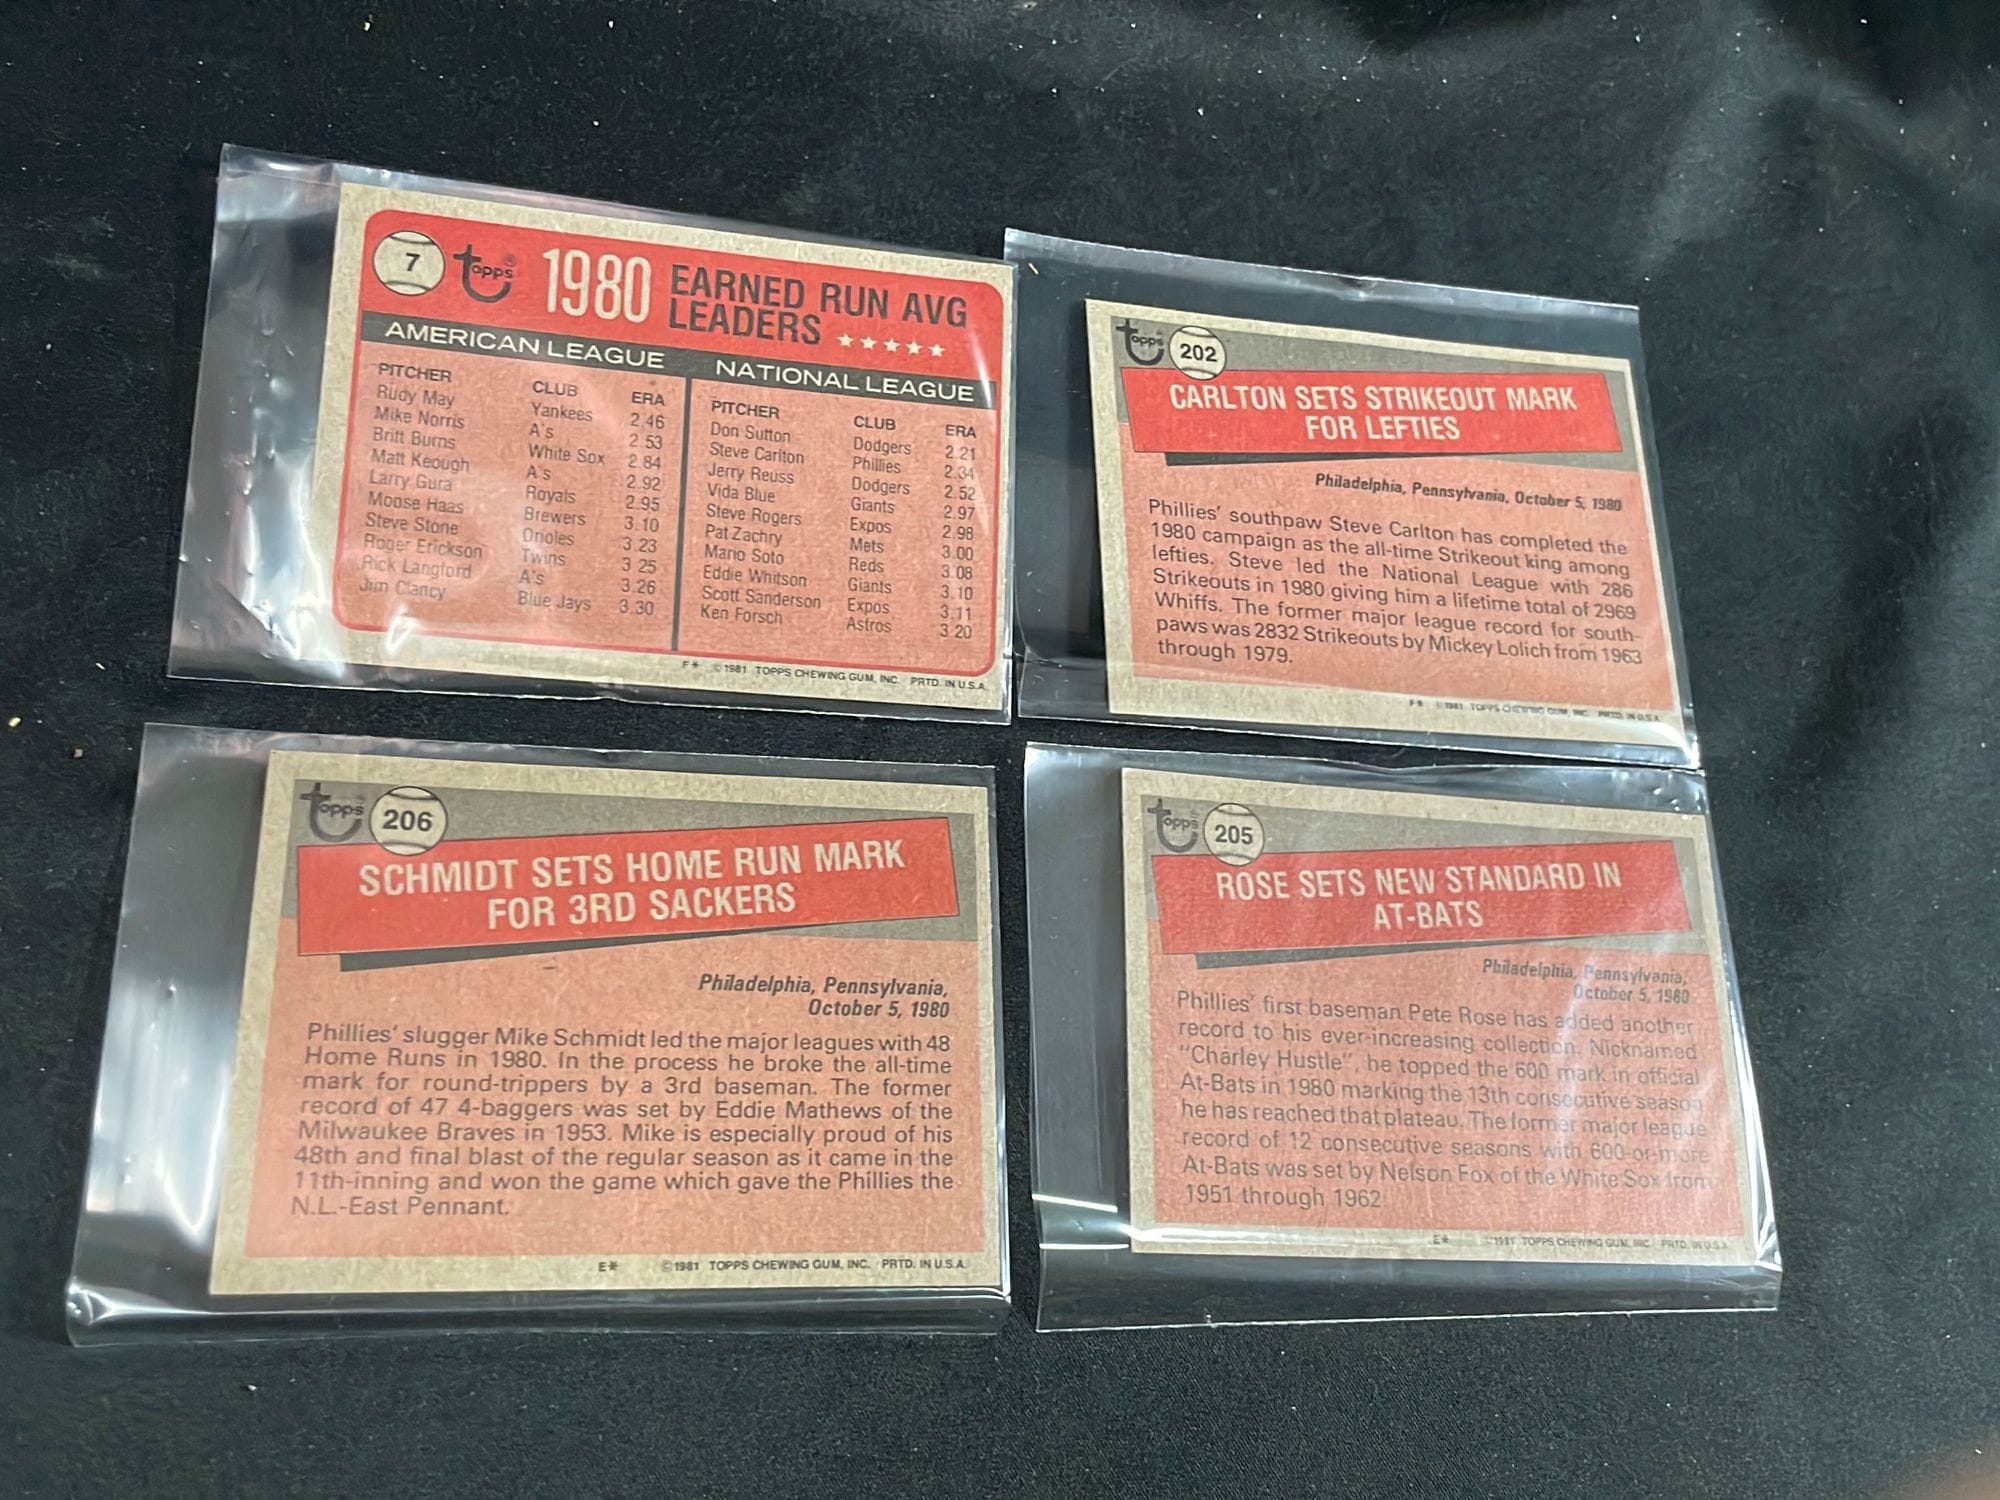 7 topps® 1980 EARNED RUN AVG
LEADERS ★★★★★
AMERICAN LEAGUE
PITCHER CLUB ERA
Rudy May Yankees 2.46
Mike Norris A's 2.53
Britt Burns White Sox 2.84
Matt Keough A's 2.92
Larry Gura Royals 2.95
Moose Haas Brewers 3.10
Steve Stone Orioles 3.23
Roger Erickson Twins 3.25
Rick Langford A's 3.26
Jim Clancy Blue Jays 3.30
NATIONAL LEAGUE
PITCHER CLUB ERA
Don Sutton Dodgers 2.21
Steve Carlton Phillies 2.34
Jerry Reuss Dodgers 2.52
Vida Blue Giants 2.97
Steve Rogers Expos 2.98
Pat Zachry Mets 3.00
Mario Soto Reds 3.08
Eddie Whitson Giants 3.10
Scott Sanderson Expos 3.11
Ken Forsch Astros 3.20
F* ©1981 TOPPS CHEWING GUM, INC. PRTD. IN U.S.A.
topps 202
CARLTON SETS STRIKEOUT MARK
FOR LEFTIES
Philadelphia, Pennsylvania, October 5, 1980
Phillies' southpaw Steve Carlton has completed the
1980 campaign as the all-time Strikeout king among
lefties. Steve led the National League with 286
Strikeouts in 1980 giving him a lifetime total of 2969
Whiffs. The former major league record for south-
paws was 2832 Strikeouts by Mickey Lolich from 1963
through 1979.
F* ©1981 TOPPS CHEWING GUM, INC. PRTD. IN U.S.A.
topps 206
SCHMIDT SETS HOME RUN MARK
FOR 3RD SACKERS
Philadelphia, Pennsylvania,
October 5, 1980
Phillies' slugger Mike Schmidt led the major leagues with 48
Home Runs in 1980. In the process he broke the all-time
mark for round-trippers by a 3rd baseman. The former
record of 47 4-baggers was set by Eddie Mathews of the
Milwaukee Braves in 1953. Mike is especially proud of his
48th and final blast of the regular season as it came in the
11th-inning and won the game which gave the Phillies the
N.L.-East Pennant.
E* ©1981 TOPPS CHEWING GUM, INC. PRTD. IN U.S.A.
topps 205
ROSE SETS NEW STANDARD IN
AT-BATS
Philadelphia, Pennsylvania,
October 5, 1980
Phillies' first baseman Pete Rose has added another
record to his ever-increasing collection. Nicknamed
"Charley Hustle", he topped the 600 mark in official
At-Bats in 1980 marking the 13th consecutive season
he has reached that plateau. The former major league
record of 12 consecutive seasons with 600-or-more
At-Bats was set by Nelson Fox of the White Sox from
1951 through 1962
E* ©1981 TOPPS CHEWING GUM, INC. PRTD. IN U.S.A.